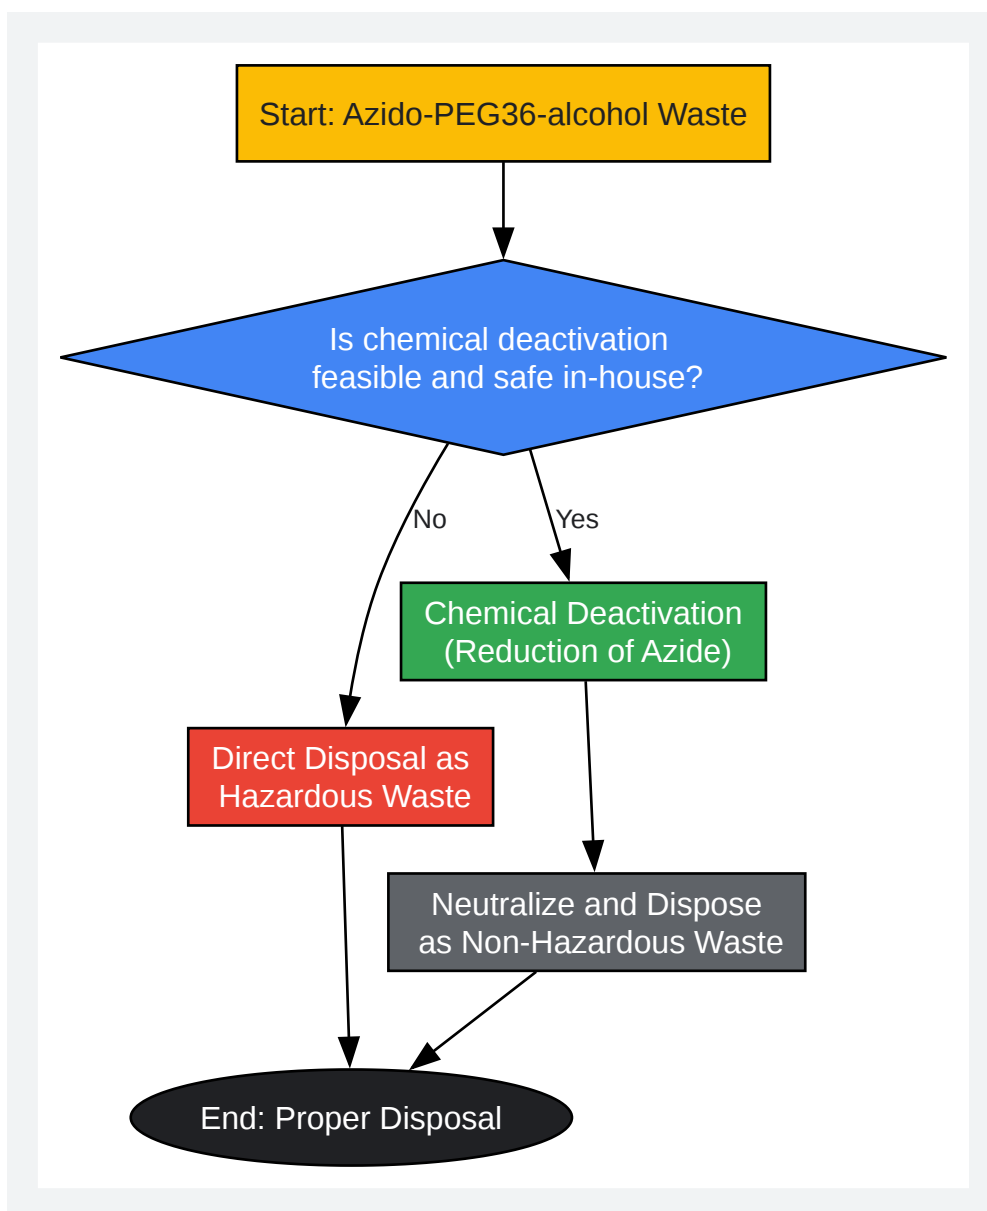 Start: Azido-PEG36-alcohol Waste
Is chemical deactivation
feasible and safe in-house?
No
Yes
Chemical Deactivation
(Reduction of Azide)
Direct Disposal as
Hazardous Waste
Neutralize and Dispose
as Non-Hazardous Waste
End: Proper Disposal